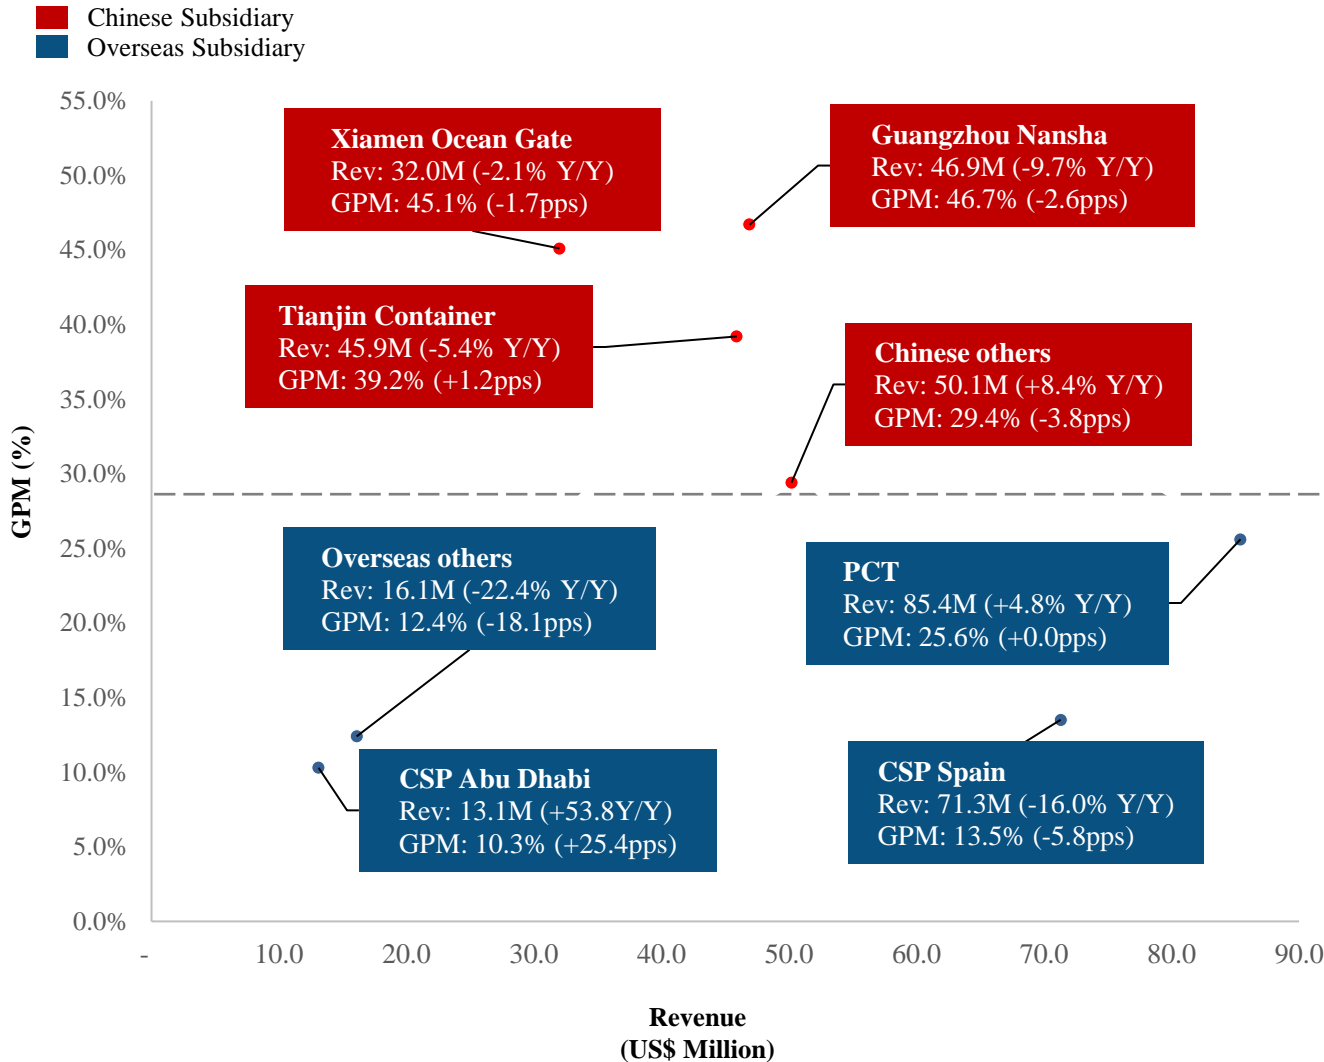 Chinese Subsidiary
Overseas Subsidiary
55.0%
50.0%
45.0%
40.0%
35.0%
30.0%
25.0%
20.0%
15.0%
10.0%
5.0%
0.0%
GPM (%)
Xiamen Ocean Gate
Rev: 32.0M (-2.1% Y/Y)
GPM: 45.1% (-1.7pps)
Guangzhou Nansha
Rev: 46.9M (-9.7% Y/Y)
GPM: 46.7% (-2.6pps)
Tianjin Container
Rev: 45.9M (-5.4% Y/Y)
GPM: 39.2% (+1.2pps)
Chinese others
Rev: 50.1M (+8.4% Y/Y)
GPM: 29.4% (-3.8pps)
Overseas others
Rev: 16.1M (-22.4% Y/Y)
GPM: 12.4% (-18.1pps)
PCT
Rev: 85.4M (+4.8% Y/Y)
GPM: 25.6% (+0.0pps)
CSP Abu Dhabi
Rev: 13.1M (+53.8Y/Y)
GPM: 10.3% (+25.4pps)
CSP Spain
Rev: 71.3M (-16.0% Y/Y)
GPM: 13.5% (-5.8pps)
- 10.0 20.0 30.0 40.0 50.0 60.0 70.0 80.0 90.0
Revenue
(US$ Million)